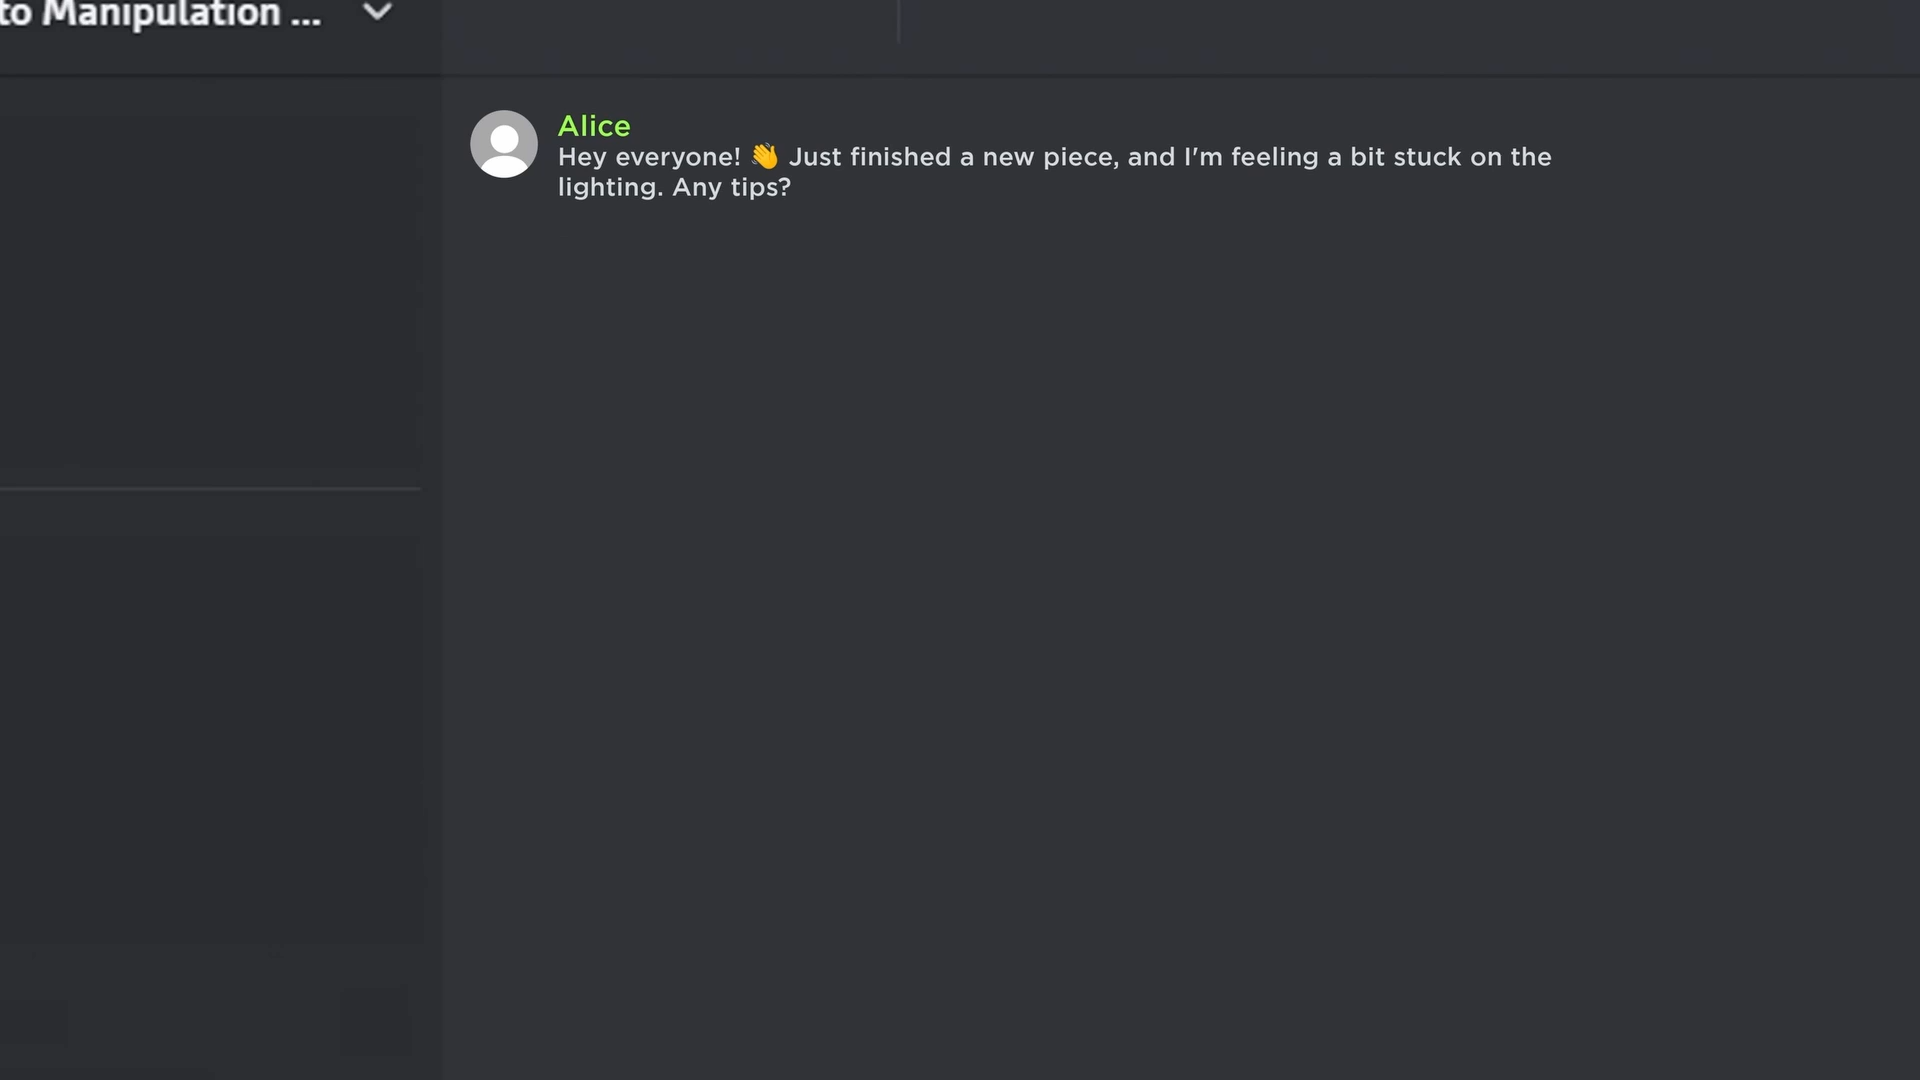 to Manipulation ...
Alice
Hey everyone! 👋 Just finished a new piece, and I'm feeling a bit stuck on the
lighting. Any tips?